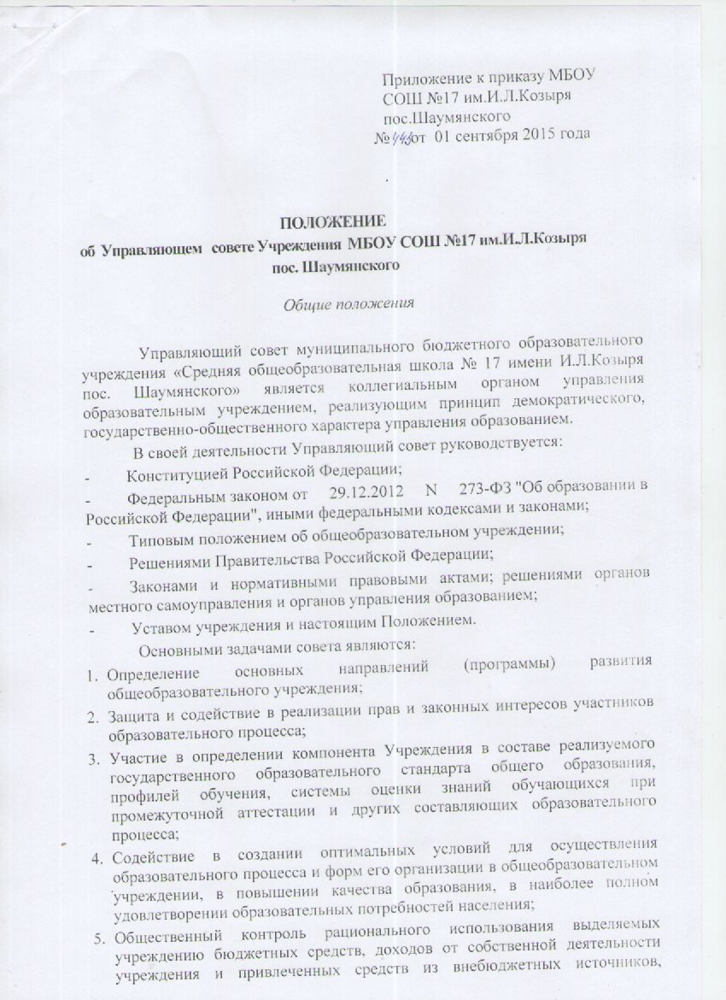 Приложение к приказу МБОУ
СОШ №17 им.И.Л.Козыря
пос.Шаумянского
№ от 01 сентября 2015 года
ПОЛОЖЕНИЕ
об Управляющем совете Учреждения МБОУ СОШ №17 им.И.Л.Козыря
пос. Шаумянского
Общие положения
Управляющий совет муниципального бюджетного образовательного
учреждения «Средняя общеобразовательная школа № 17 имени И.Л.Козыря
пос. Шаумянского» является коллегиальным органом управления
образовательным учреждением, реализующим принцип демократического,
государственно-общественного характера управления образованием.
В своей деятельности Управляющий совет руководствуется:
- Конституцией Российской Федерации;
- Федеральным законом от 29.12.2012 N 273-ФЗ "Об образовании в
Российской Федерации", иными федеральными кодексами и законами;
- Типовым положением об общеобразовательном учреждении;
- Решениями Правительства Российской Федерации;
- Законами и нормативными правовыми актами; решениями органов
местного самоуправления и органов управления образованием;
- Уставом учреждения и настоящим Положением.
Основными задачами совета являются:
1. Определение основных направлений (программы) развития
общеобразовательного учреждения;
2. Защита и содействие в реализации прав и законных интересов участников
образовательного процесса;
3. Участие в определении компонента Учреждения в составе реализуемого
государственного образовательного стандарта общего образования,
профилей обучения, системы оценки знаний обучающихся при
промежуточной аттестации и других составляющих образовательного
процесса;
4. Содействие в создании оптимальных условий для осуществления
образовательного процесса и форм его организации в общеобразовательном
учреждении, в повышении качества образования, в наиболее полном
удовлетворении образовательных потребностей населения;
5. Общественный контроль рационального использования выделяемых
учреждению бюджетных средств, доходов от собственной деятельности
учреждения и привлеченных средств из внебюджетных источников,